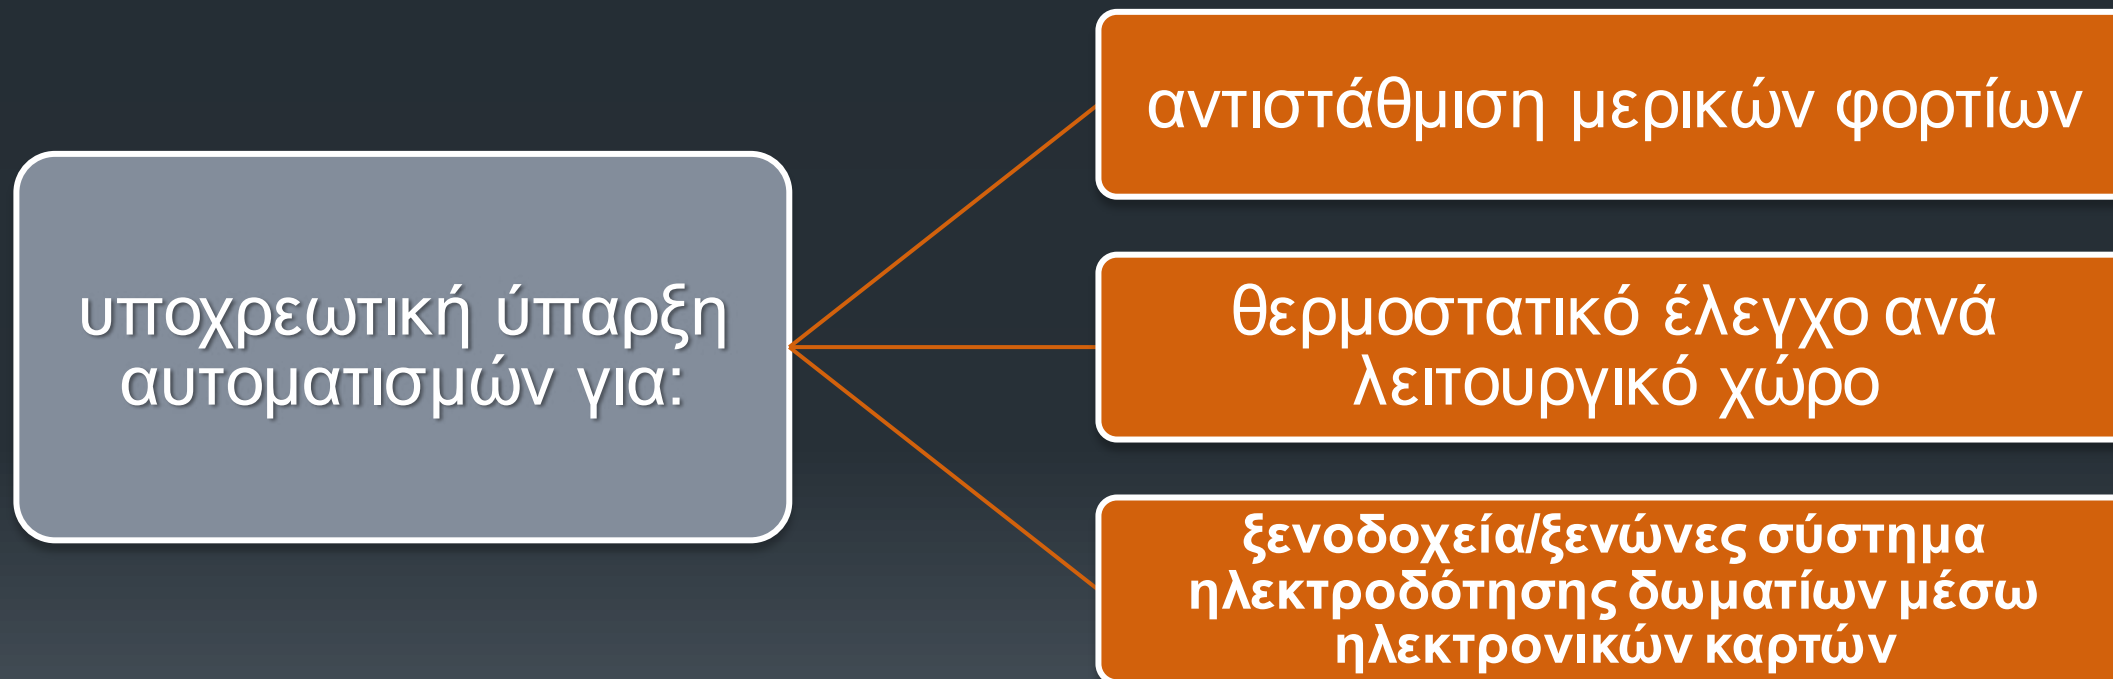 υποχρεωτική ύπαρξη
αυτοματισμών για:
αντιστάθμιση μερικών φορτίων
θερμοστατικό έλεγχο ανά
λειτουργικό χώρο
ξενοδοχεία/ξενώνες σύστημα
ηλεκτροδότησης δωματίων μέσω
ηλεκτρονικών καρτών